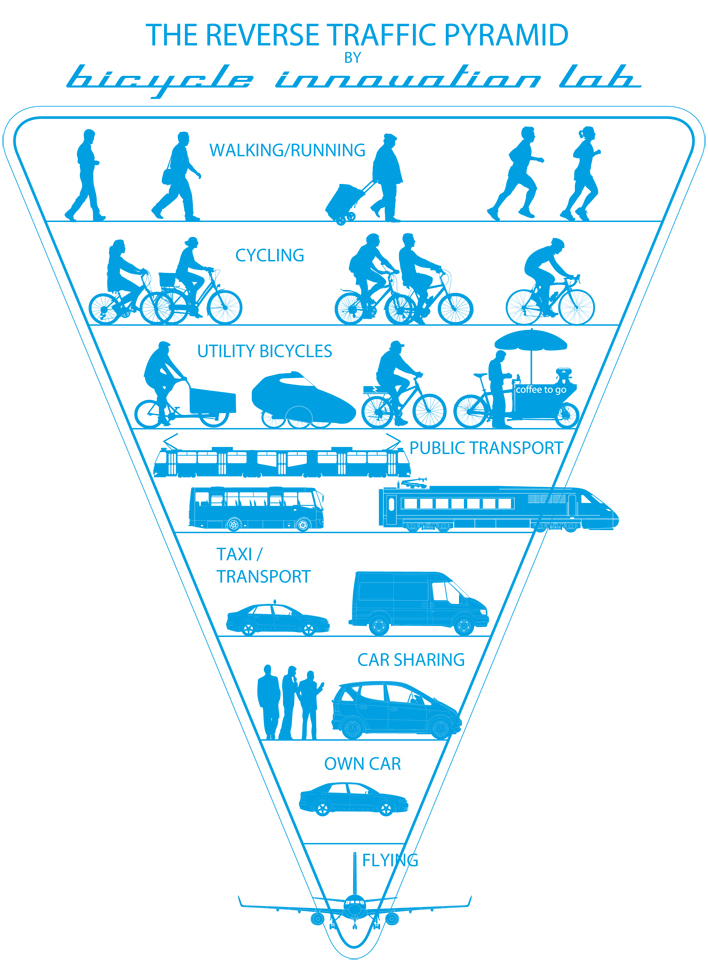 THE REVERSE TRAFFIC PYRAMID
BY
bicycle innovation lab
WALKING/RUNNING
CYCLING
UTILITY BICYCLES
coffee to go
PUBLIC TRANSPORT
TAXI /
TRANSPORT
CAR SHARING
OWN CAR
FLYING